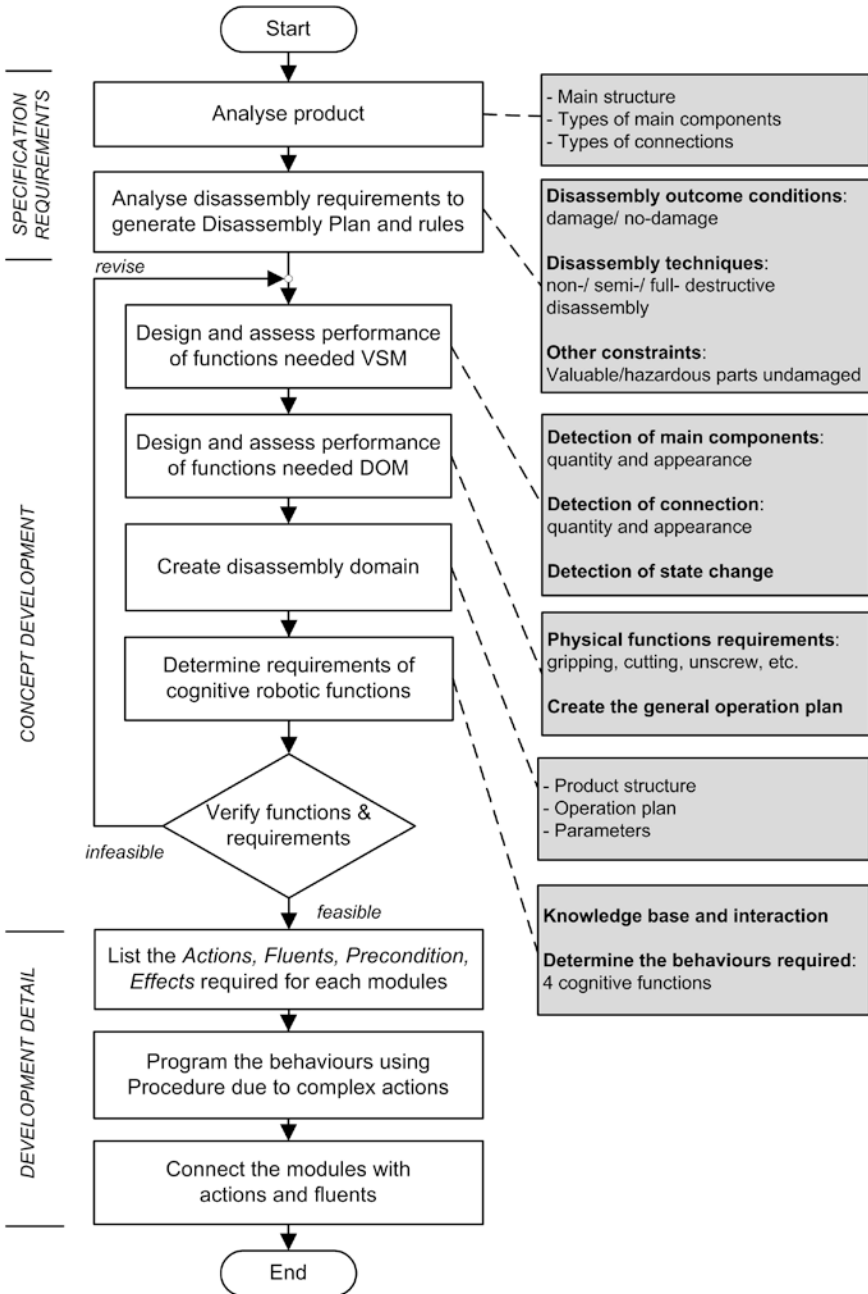 Start
SPECIFICATION
REQUIREMENTS
Analyse product
- Main structure
- Types of main components
- Types of connections
Analyse disassembly requirements to
generate Disassembly Plan and rules
Disassembly outcome conditions:
damage/ no-damage
Disassembly techniques:
non-/ semi-/ full- destructive
disassembly
Other constraints:
Valuable/hazardous parts undamaged
revise
CONCEPT DEVELOPMENT
Design and assess performance
of functions needed VSM
Detection of main components:
quantity and appearance
Detection of connection:
quantity and appearance
Detection of state change
Design and assess performance
of functions needed DOM
Physical functions requirements:
gripping, cutting, unscrew, etc.
Create the general operation plan
Create disassembly domain
- Product structure
- Operation plan
- Parameters
Determine requirements of
cognitive robotic functions
Knowledge base and interaction
Determine the behaviours required:
4 cognitive functions
Verify functions &
requirements
infeasible
feasible
DEVELOPMENT DETAIL
List the Actions, Fluents, Precondition,
Effects required for each modules
Program the behaviours using
Procedure due to complex actions
Connect the modules with
actions and fluents
End